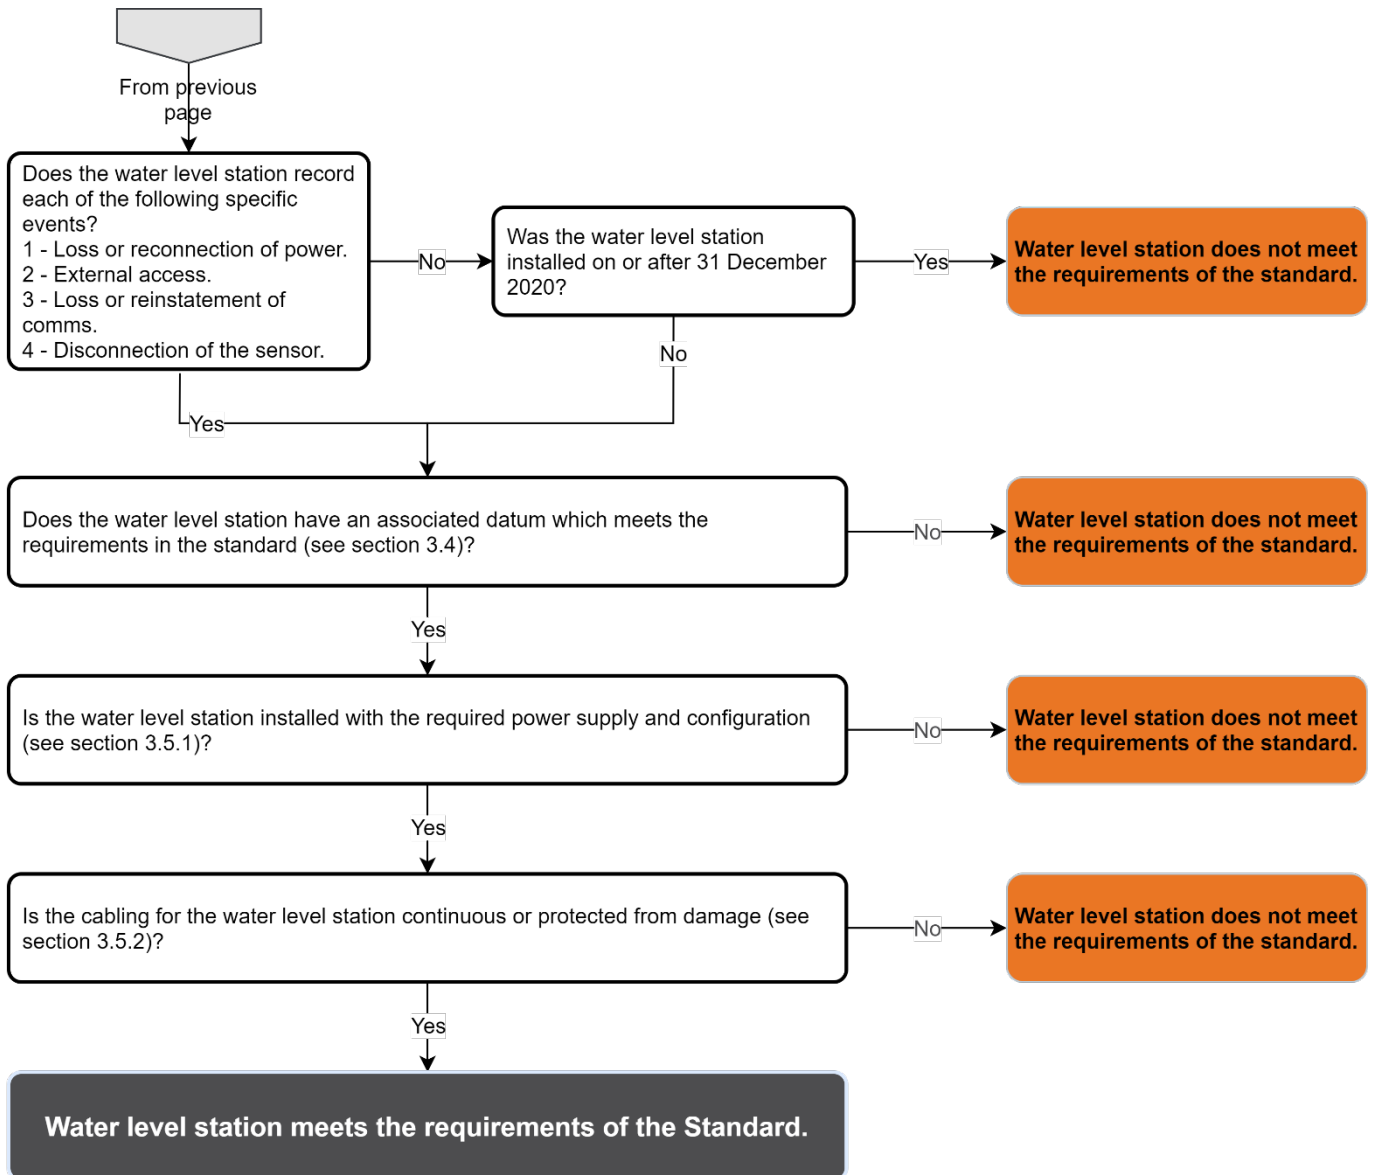 From previous
page
Does the water level station record
each of the following specific
events?
1 - Loss or reconnection of power.
2 - External access.
3 - Loss or reinstatement of
comms.
4 - Disconnection of the sensor.
No
Was the water level station
installed on or after 31 December
2020?
Yes
Water level station does not meet
the requirements of the standard.
No
Yes
Does the water level station have an associated datum which meets the
requirements in the standard (see section 3.4)?
No
Water level station does not meet
the requirements of the standard.
Yes
Is the water level station installed with the required power supply and configuration
(see section 3.5.1)?
No
Water level station does not meet
the requirements of the standard.
Yes
Is the cabling for the water level station continuous or protected from damage (see
section 3.5.2)?
No
Water level station does not meet
the requirements of the standard.
Yes
Water level station meets the requirements of the Standard.